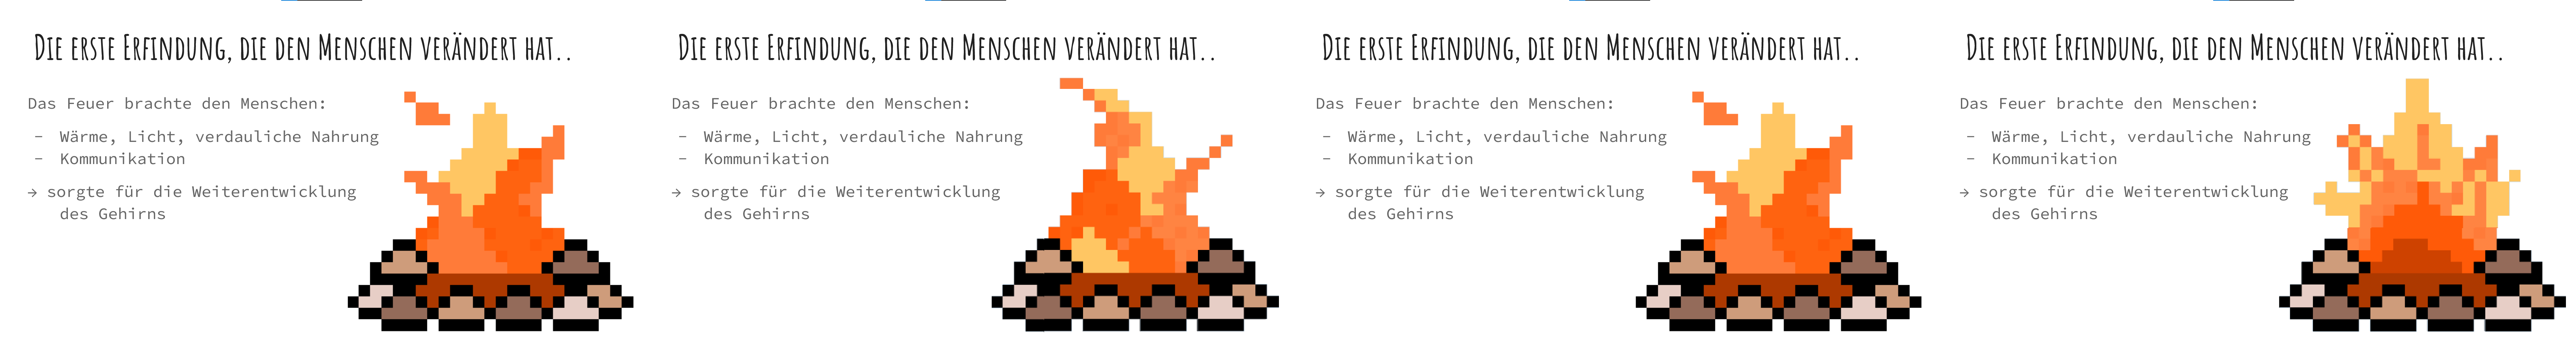 Die erste Erfindung, die den Menschen verändert hat..
Das Feuer brachte den Menschen:
- Wärme, Licht, verdauliche Nahrung
- Kommunikation
→ sorgte für die Weiterentwicklung
des Gehirns
Die erste Erfindung, die den Menschen verändert hat..
Das Feuer brachte den Menschen:
- Wärme, Licht, verdauliche Nahrung
- Kommunikation
→ sorgte für die Weiterentwicklung
des Gehirns
Die erste Erfindung, die den Menschen verändert hat..
Das Feuer brachte den Menschen:
- Wärme, Licht, verdauliche Nahrung
- Kommunikation
→ sorgte für die Weiterentwicklung
des Gehirns
Die erste Erfindung, die den Menschen verändert hat..
Das Feuer brachte den Menschen:
- Wärme, Licht, verdauliche Nahrung
- Kommunikation
→ sorgte für die Weiterentwicklung
des Gehirns